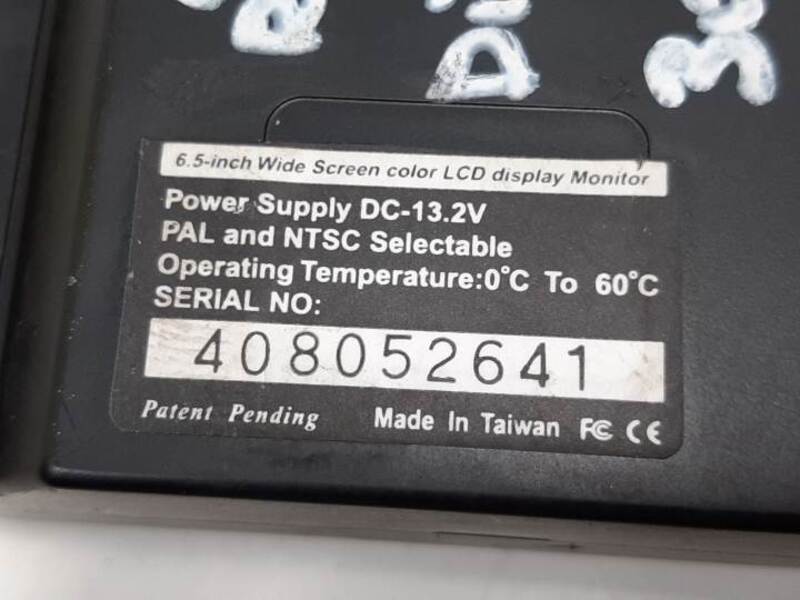 6.5-inch Wide Screen color LCD display Monitor
Power Supply DC-13.2V
PAL and NTSC Selectable
Operating Temperature:0°C To 60°C
SERIAL NO:
408052641
Patent Pending Made In Taiwan FC CE